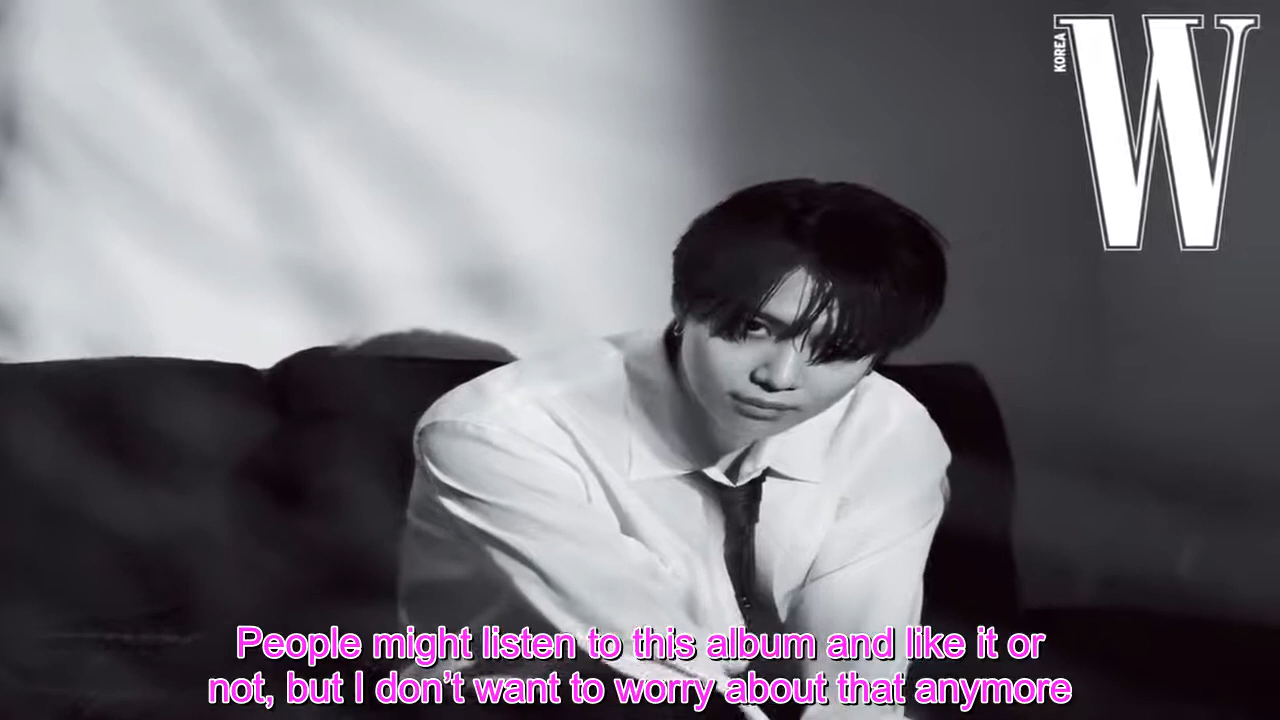 KOREA
W
People might listen to this album and like it or
not, but I don't want to worry about that anymore